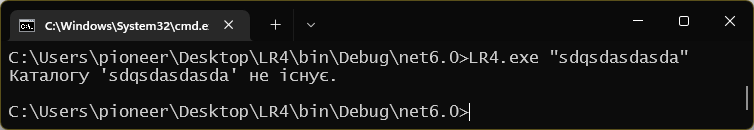 C:\Windows\System32\cmd.e
C:\Users\pioneer\Desktop\LR4\bin\Debug\net6.0>LR4.exe "sdqsdasdasda"
Каталогу 'sdqsdasdasda' не існує.
C:\Users\pioneer\Desktop\LR4\bin\Debug\net6.0>